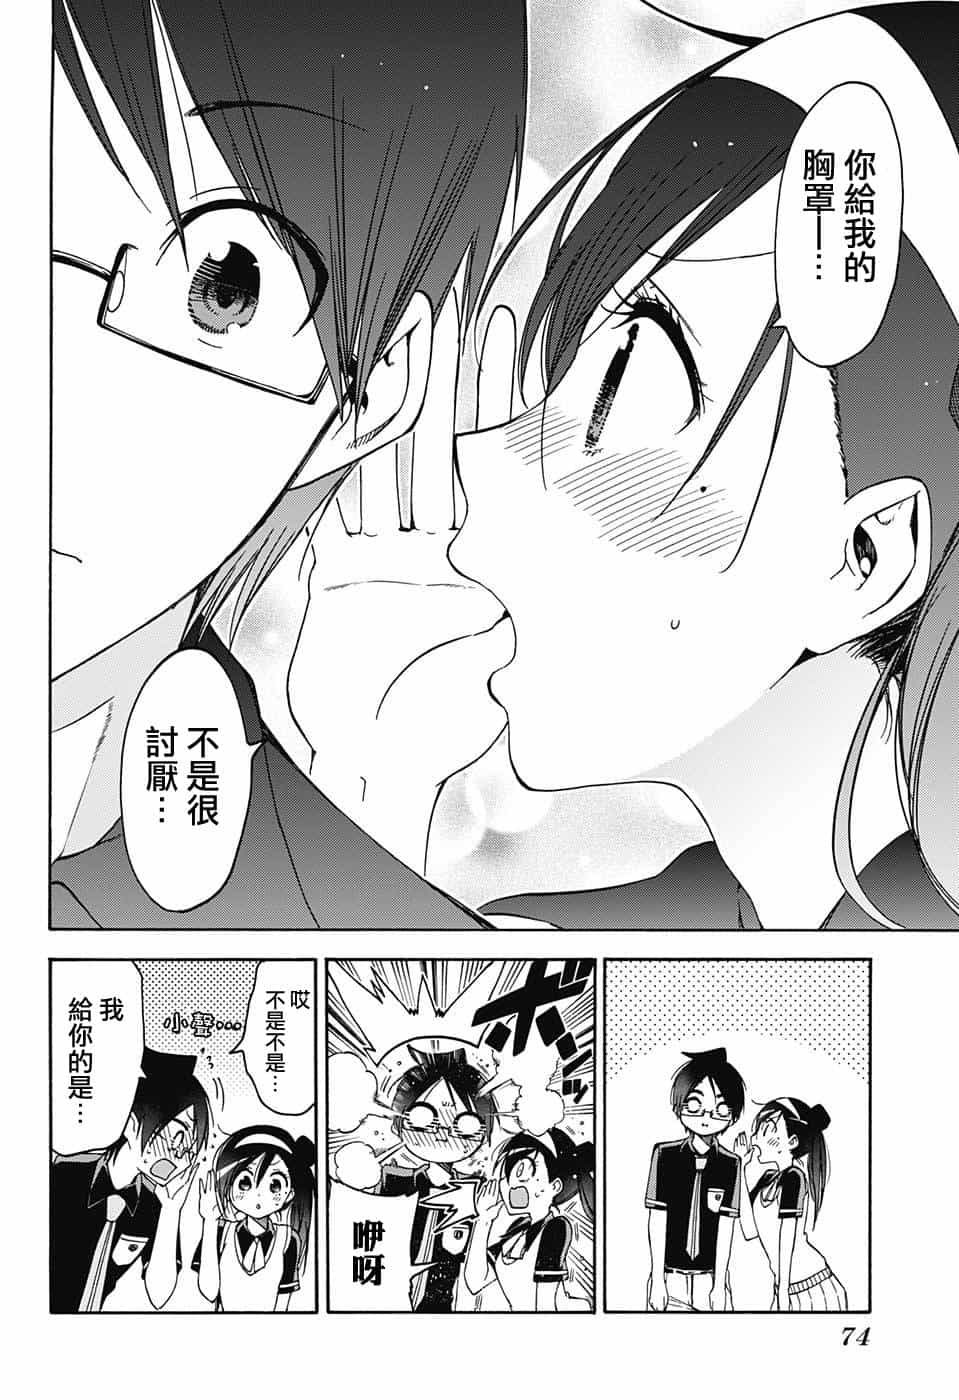 你給我的
胸罩——…
不是很
討厭…
咿呀
哎
不是不是…
小聲…
我
給你的是…
74